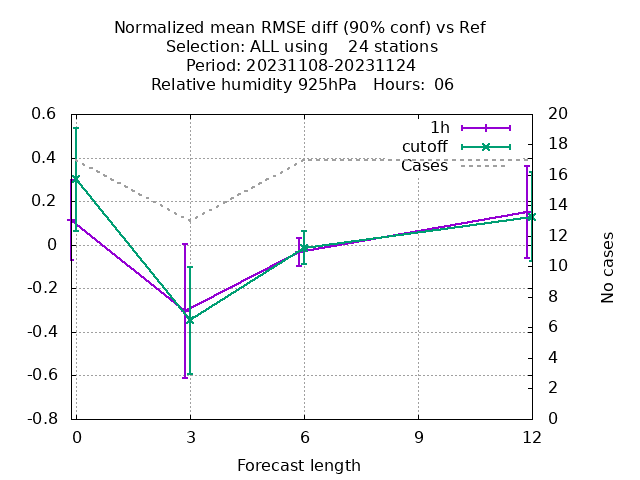 Normalized mean RMSE diff (90% conf) vs Ref
Selection: ALL using    24 stations
Period: 20231108-20231124
Relative humidity 925hPa   Hours:  06
0.6
0.4
0.2
0
-0.2
-0.4
-0.6
-0.8
20
18
16
14
12
10
8
6
4
2
0
1h
cutoff
Cases
No cases
0
3
6
9
12
Forecast length